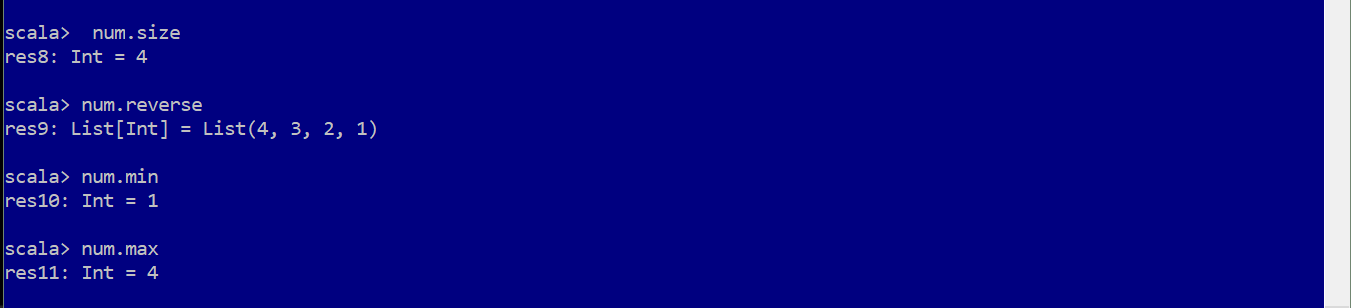 scala>  num.size
res8: Int = 4
scala> num.reverse
res9: List[Int] = List(4, 3, 2, 1)
scala> num.min
res10: Int = 1
scala> num.max
res11: Int = 4